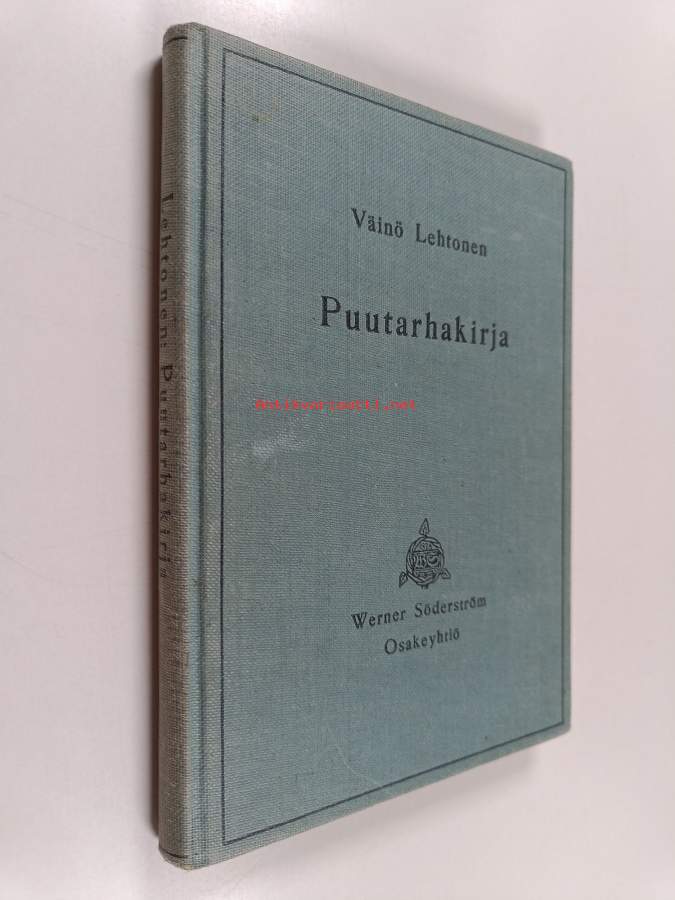 Väinö Lehtonen
Puutarhakirja
Antikvariaatti.net
Werner Söderström
Osakeyhtiö
Lehtonen: Puutarhakirja